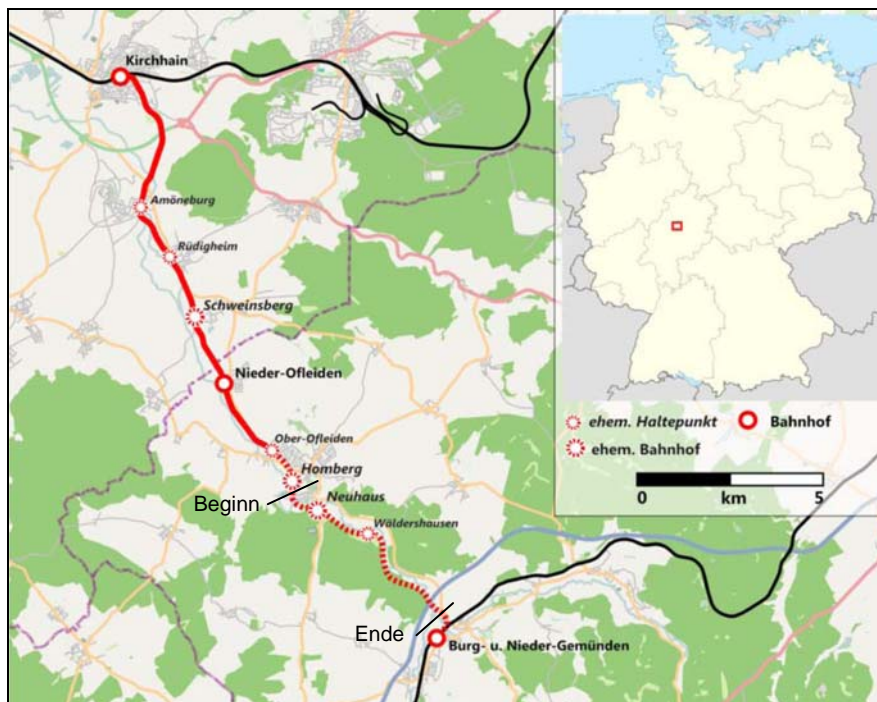 Kirchhain
Amöneburg
Rüdigheim
Schweinsberg
Nieder-Ofleiden
Ober-Ofleiden
Homberg
Beginn
Neuhaus
Wäldershausen
Ende
Burg- u. Nieder-Gemünden
ehem. Haltepunkt
Bahnhof
ehem. Bahnhof
0 km 5